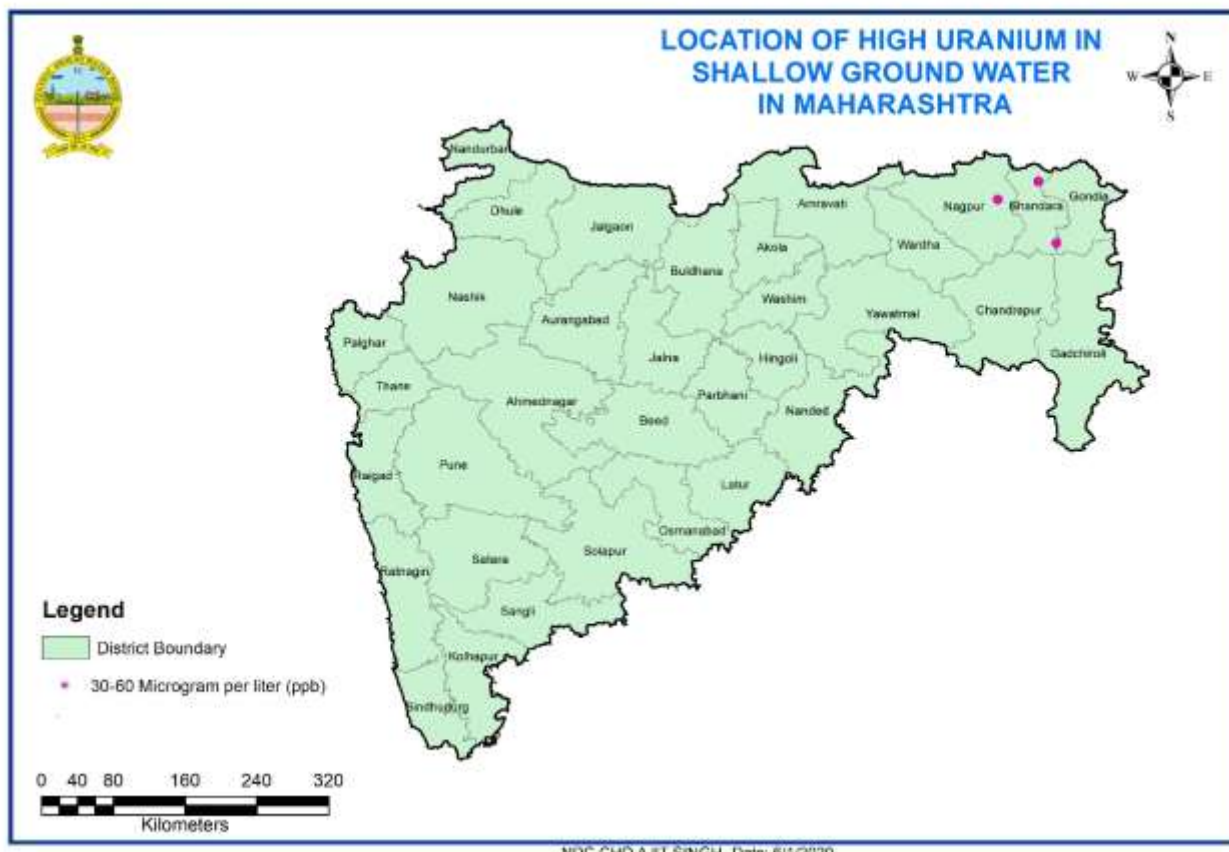 LOCATION OF HIGH URANIUM IN
SHALLOW GROUND WATER
IN MAHARASHTRA
N
W E
S
Nandurbar
Dhule
Jalgaon
Amravati
Nagpur
Bhandara
Gondia
Wardha
Akola
Buldhana
Nashik
Washim
Aurangabad
Yawatmal
Chandrapur
Palghar
Jalna
Hingoli
Gadchiroli
Thane
Ahmednagar
Parbhani
Nanded
Beed
Pune
Raigad
Latur
Osmanabad
Solapur
Satara
Ratnagiri
Sangli
Kolhapur
Sindhupurg
Legend
District Boundary
30-60 Microgram per liter (ppb)
0 40 80 160 240 320
Kilometers